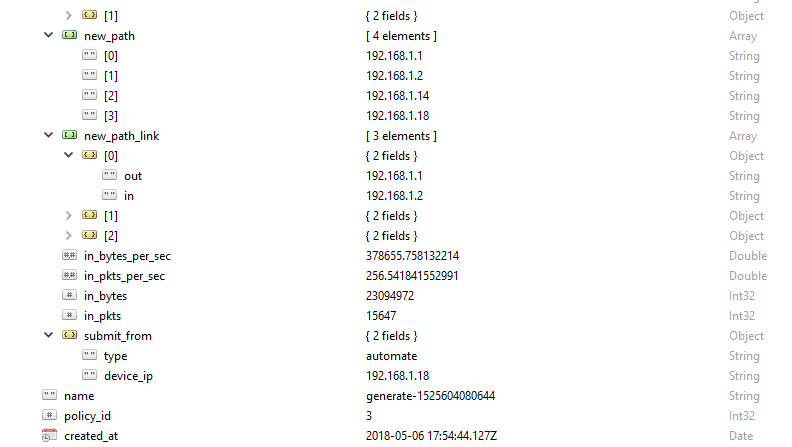 [1] { 2 fields } Object
new_path [ 4 elements ] Array
[0] 192.168.1.1 String
[1] 192.168.1.2 String
[2] 192.168.1.14 String
[3] 192.168.1.18 String
new_path_link [ 3 elements ] Array
[0] { 2 fields } Object
out 192.168.1.1 String
in 192.168.1.2 String
[1] { 2 fields } Object
[2] { 2 fields } Object
in_bytes_per_sec 378655.758132214 Double
in_pkts_per_sec 256.541841552991 Double
in_bytes 23094972 Int32
in_pkts 15647 Int32
submit_from { 2 fields } Object
type automate String
device_ip 192.168.1.18 String
name generate-1525604080644 String
policy_id 3 Int32
created_at 2018-05-06 17:54:44.127Z Date